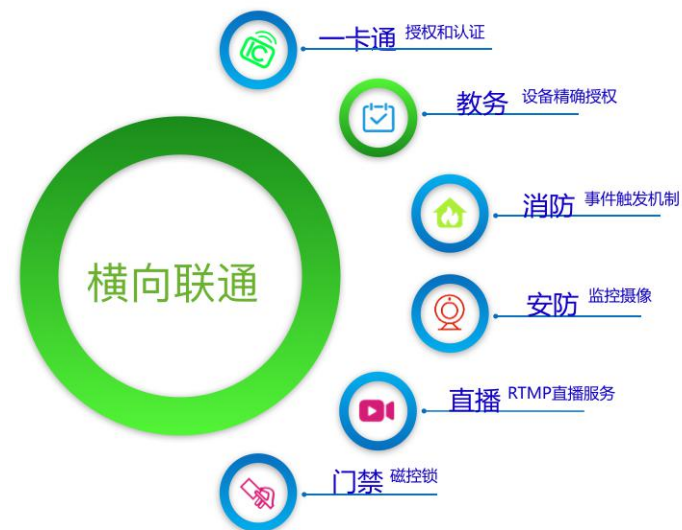 一卡通 授权和认证
教务 设备精确授权
消防 事件触发机制
横向联通
安防 监控摄像
直播 RTMP直播服务
门禁 磁控锁